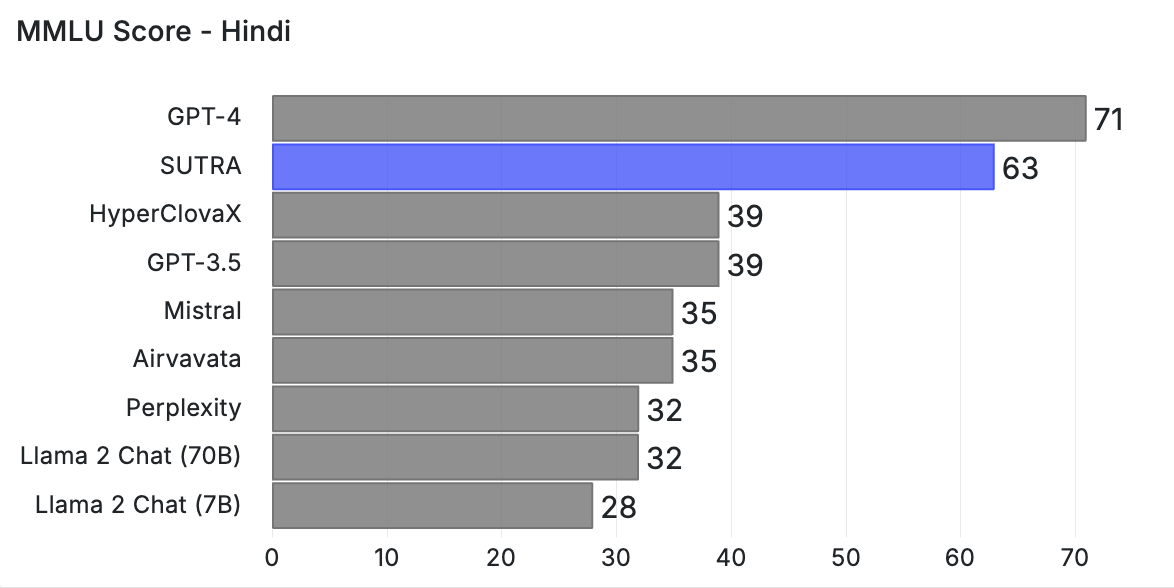 MMLU Score - Hindi
GPT-4 71
SUTRA 63
HyperClovaX 39
GPT-3.5 39
Mistral 35
Airvavata 35
Perplexity 32
Llama 2 Chat (70B) 32
Llama 2 Chat (7B) 28
0 10 20 30 40 50 60 70